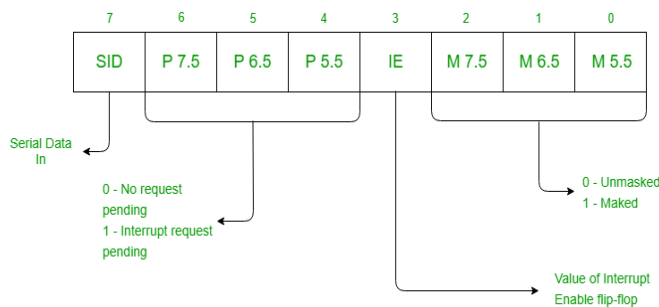 7 6 5 4 3 2 1 0
SID P 7.5 P 6.5 P 5.5 IE M 7.5 M 6.5 M 5.5
Serial Data
In
0 - No request
pending
1 - Interrupt request
pending
0 - Unmasked
1 - Maked
Value of Interrupt
Enable flip-flop